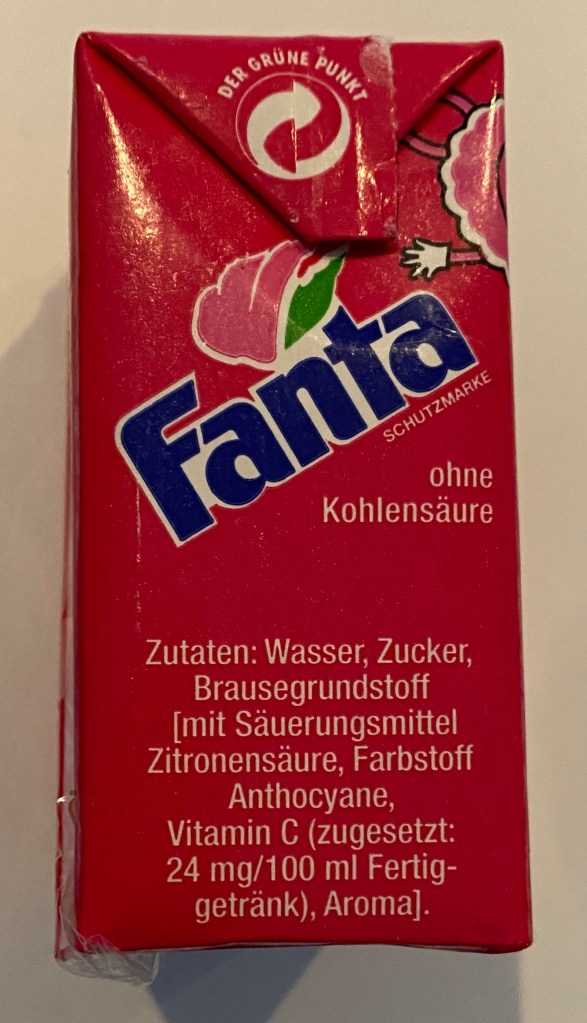 DER GRÜNE PUNKT
Fanta
SCHUTZMARKE
ohne
Kohlensäure
Zutaten: Wasser, Zucker,
Brausegrundstoff
[mit Säuerungsmittel
Zitronensäure, Farbstoff
Anthocyane,
Vitamin C (zugesetzt:
24 mg/100 ml Fertig-
getränk), Aroma].